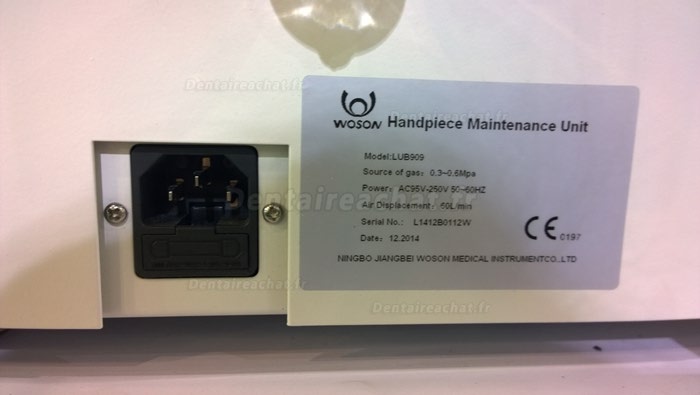 Dentaireachat.fr
WOSON Handpiece Maintenance Unit
Model:LUB909
Source of gas：0.3~0.6Mpa
Power：AC95V-250V 50~60HZ
Dentaireachat.fr
Air Displacement：60L/min
Serial No.: L1412B0112W
Date：12.2014
CE 0197
NINGBO JIANGBEI WOSON MEDICAL INSTRUMENTCO.,LTD
Dentaireachat.fr
Dentaireachat.fr